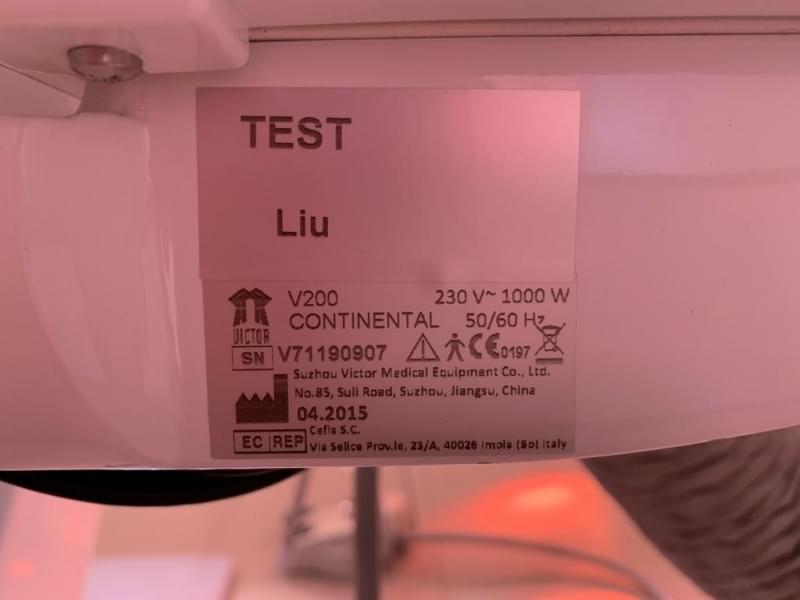 TEST
Liu
V200 230 V~ 1000 W
VICTOR CONTINENTAL 50/60 Hz
SN V71190907 CE0197
Suzhou Victor Medical Equipment Co., Ltd.
No.85, Suli Road, Suzhou, Jiangsu, China
04.2015
Cefla S.C.
EC REP Via Selice Prov.le, 23/A, 40026 Imola (Bo) Italy